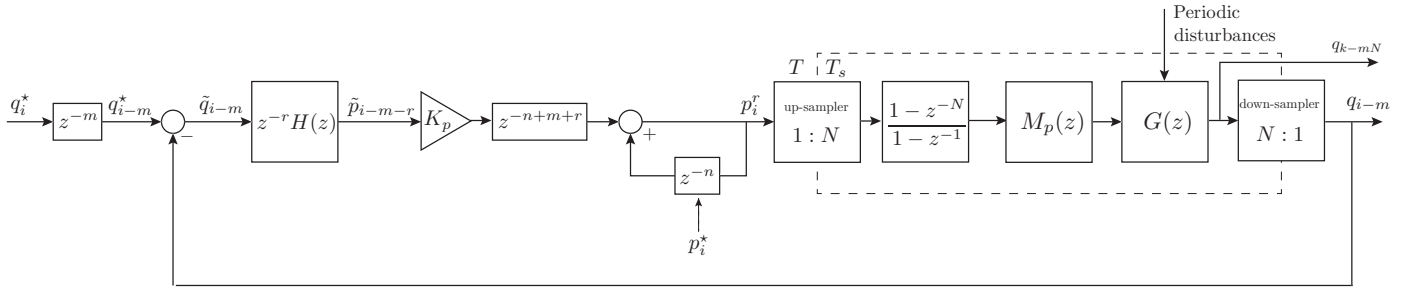 Periodic
disturbances
q_{k-mN}
T
T_s
q_i^⋆
q_{i-m}^⋆
q̃_{i-m}
p̃_{i-m-r}
p_i^r
up-sampler
down-sampler
q_{i-m}
z^{-m}
−
z^{-r}H(z)
K_p
z^{-n+m+r}
+
1 : N
1 − z^{-N}
1 − z^{-1}
M_p(z)
G(z)
N : 1
z^{-n}
p_i^⋆